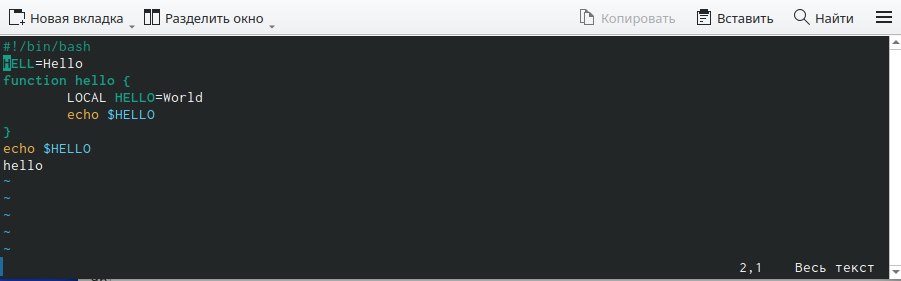 Новая вкладка Разделить окно Копировать Вставить Найти
#!/bin/bash
HELL=Hello
function hello {
LOCAL HELLO=World
echo $HELLO
}
echo $HELLO
hello
~
~
~
~
~
2,1 Весь текст